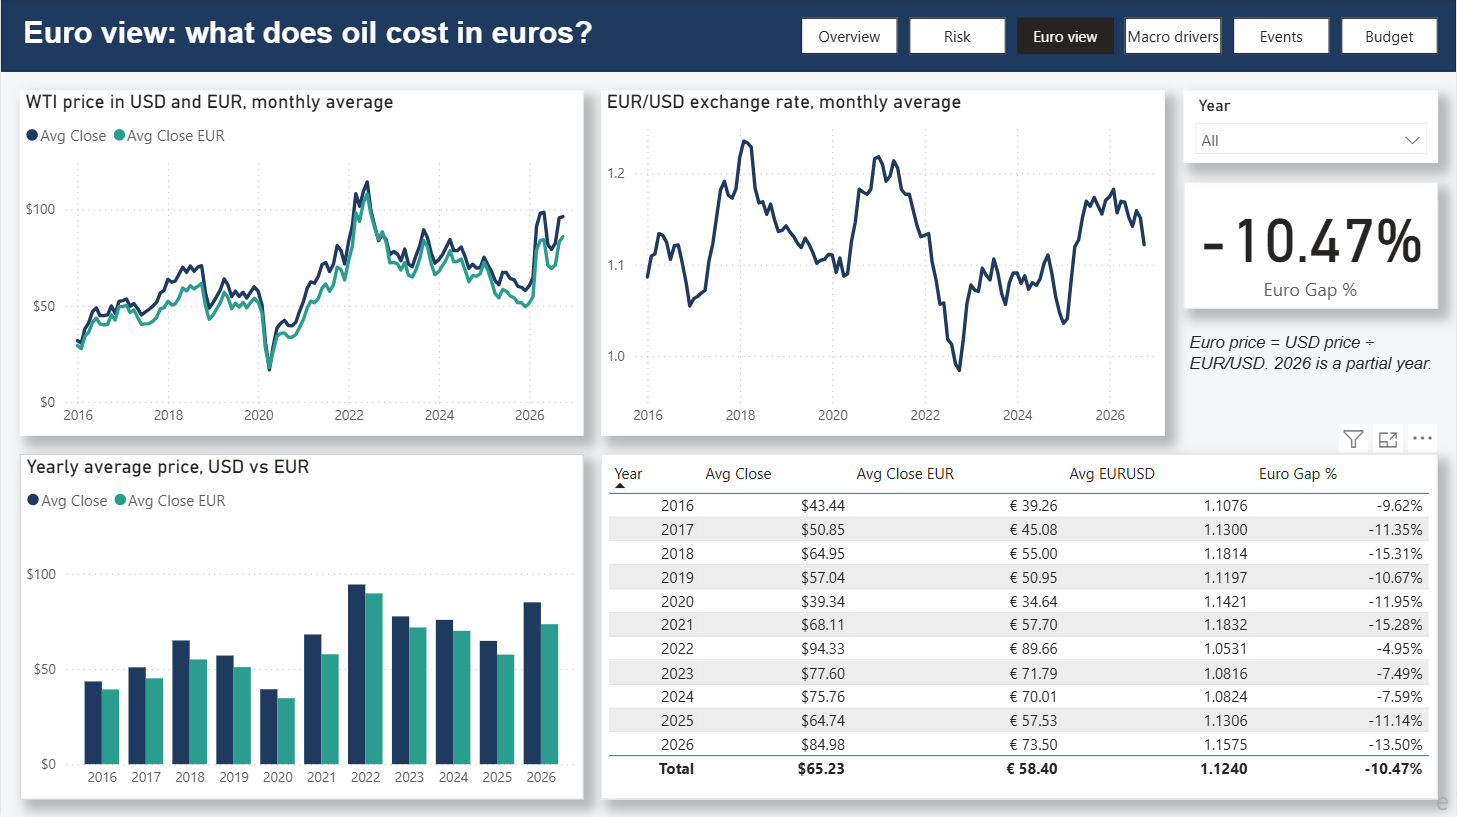 Euro view: what does oil cost in euros?
Overview
Risk
Euro view
Macro drivers
Events
Budget
WTI price in USD and EUR, monthly average
Avg Close
Avg Close EUR
$100
$50
$0
2016
2018
2020
2022
2024
2026
EUR/USD exchange rate, monthly average
1.2
1.1
1.0
2016
2018
2020
2022
2024
2026
Year
All
-10.47%
Euro Gap %
Euro price = USD price ÷
EUR/USD. 2026 is a partial year.
Yearly average price, USD vs EUR
Avg Close
Avg Close EUR
$100
$50
$0
2016
2017
2018
2019
2020
2021
2022
2023
2024
2025
2026
Year Avg Close Avg Close EUR Avg EURUSD Euro Gap %
2016 $43.44 € 39.26 1.1076 -9.62%
2017 $50.85 € 45.08 1.1300 -11.35%
2018 $64.95 € 55.00 1.1814 -15.31%
2019 $57.04 € 50.95 1.1197 -10.67%
2020 $39.34 € 34.64 1.1421 -11.95%
2021 $68.11 € 57.70 1.1832 -15.28%
2022 $94.33 € 89.66 1.0531 -4.95%
2023 $77.60 € 71.79 1.0816 -7.49%
2024 $75.76 € 70.01 1.0824 -7.59%
2025 $64.74 € 57.53 1.1306 -11.14%
2026 $84.98 € 73.50 1.1575 -13.50%
Total $65.23 € 58.40 1.1240 -10.47%
e